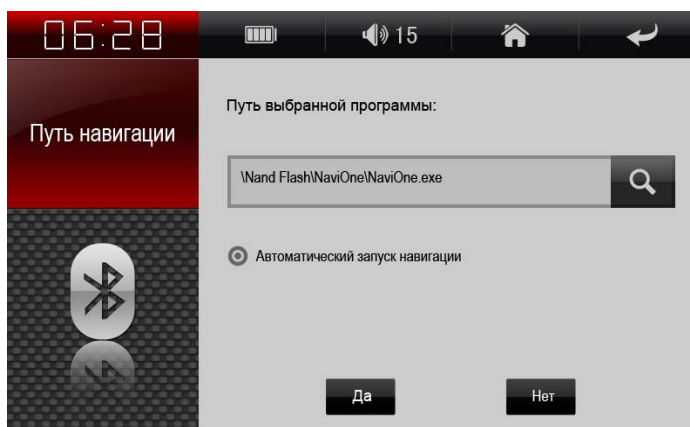 06:28
15
Путь навигации
Путь выбранной программы:
\Nand Flash\NaviOne\NaviOne.exe
Автоматический запуск навигации
Да
Нет